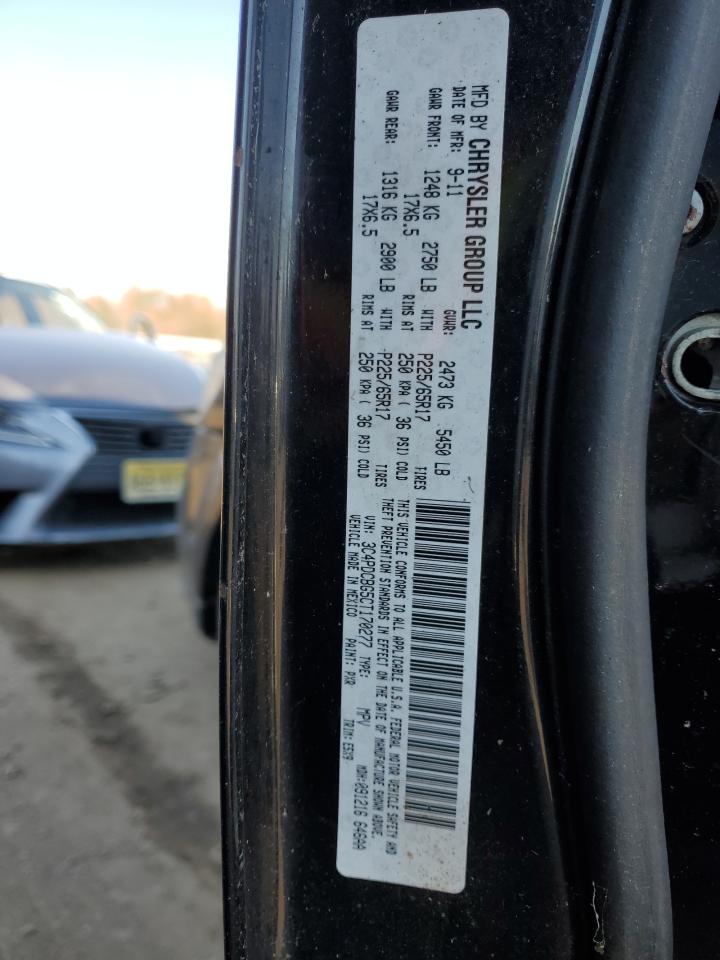 MFD BY CHRYSLER GROUP LLC
DATE OF MFR: 9-11 GVWR: 2473 KG 5450 LB
GAWR FRONT: 1248 KG 2750 LB WITH P225/65R17 TIRES
17X6.5 RIMS AT 250 KPA ( 36 PSI) COLD
GAWR REAR: 1316 KG 2900 LB WITH P225/65R17 TIRES
17X6.5 RIMS AT 250 KPA ( 36 PSI) COLD
THIS VEHICLE CONFORMS TO ALL APPLICABLE U.S.A. FEDERAL MOTOR VEHICLE SAFETY AND
THEFT PREVENTION STANDARDS IN EFFECT ON THE DATE OF MANUFACTURE SHOWN ABOVE.
VIN: 3C4PDCBG5CT170277 TYPE: MPV MDH:091216 646AA
VEHICLE MADE IN MEXICO PAINT: PXR TRIM: E5X9